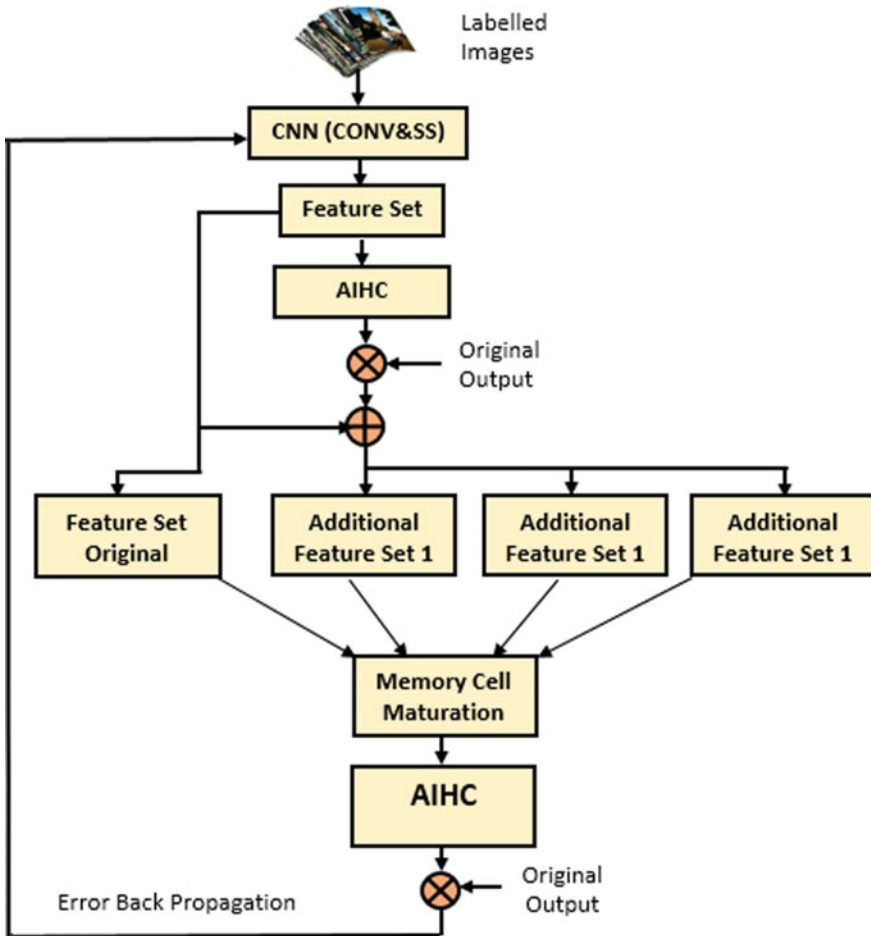 Labelled
Images
CNN (CONV&SS)
Feature Set
AIHC
Original
Output
Feature Set
Original
Additional
Feature Set 1
Additional
Feature Set 1
Additional
Feature Set 1
Memory Cell
Maturation
AIHC
Original
Output
Error Back Propagation